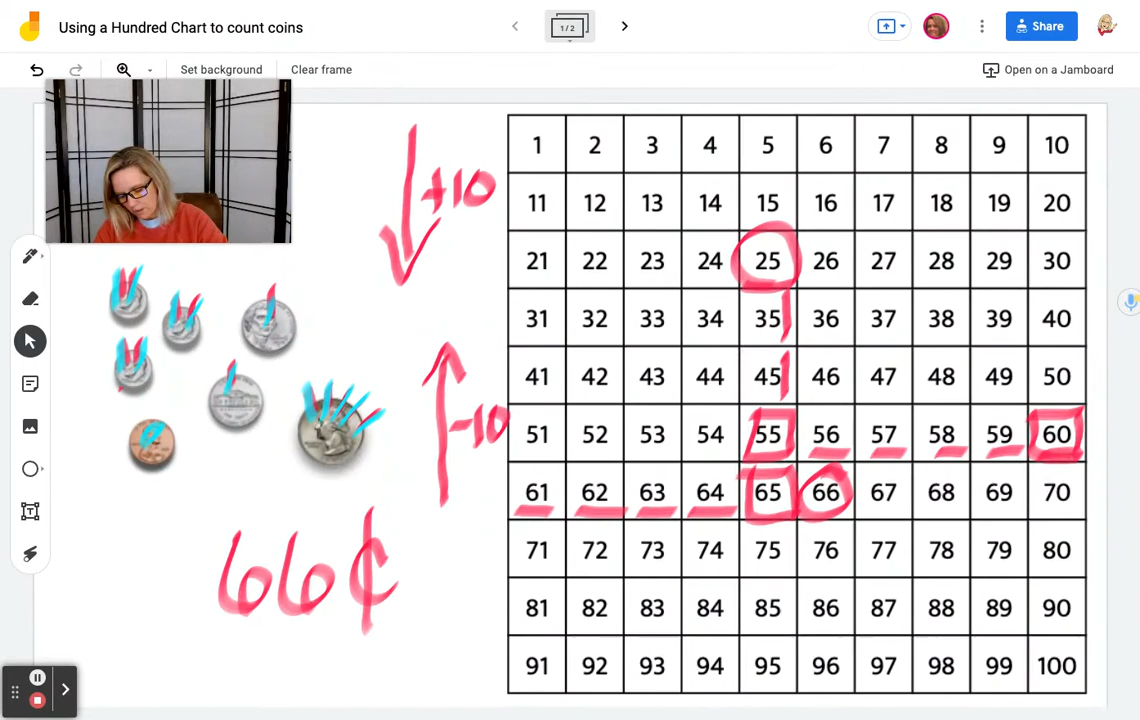 Using a Hundred Chart to count coins
1 / 2
Share
Set background
Clear frame
Open on a Jamboard
+10
-10
66¢
1 2 3 4 5 6 7 8 9 10
11 12 13 14 15 16 17 18 19 20
21 22 23 24 25 26 27 28 29 30
31 32 33 34 35 36 37 38 39 40
41 42 43 44 45 46 47 48 49 50
51 52 53 54 55 56 57 58 59 60
61 62 63 64 65 66 67 68 69 70
71 72 73 74 75 76 77 78 79 80
81 82 83 84 85 86 87 88 89 90
91 92 93 94 95 96 97 98 99 100